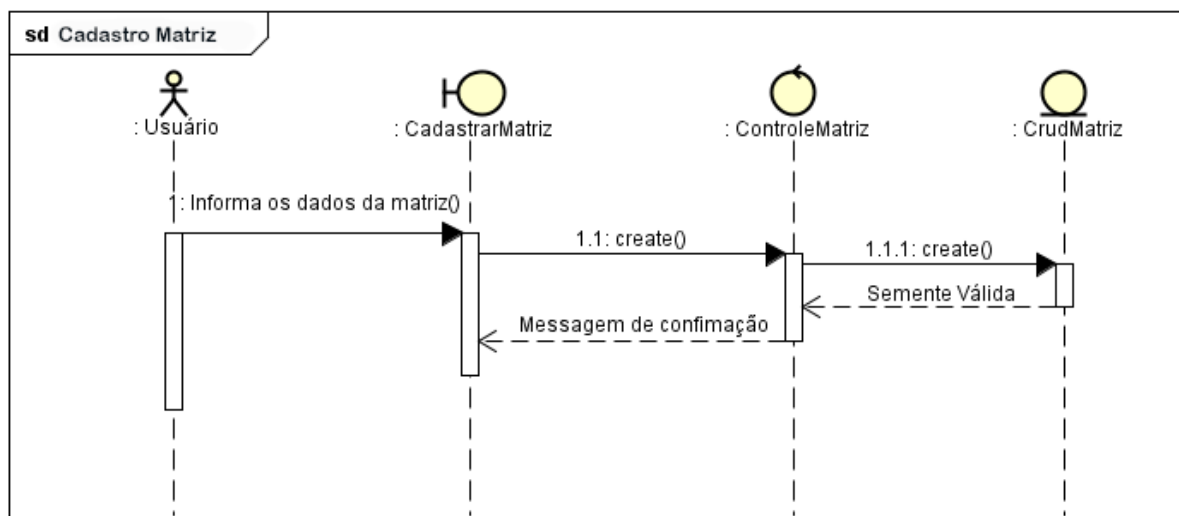 sd Cadastro Matriz
: Usuário
: CadastrarMatriz
: ControleMatriz
: CrudMatriz
1: Informa os dados da matriz()
1.1: create()
1.1.1: create()
Semente Válida
Messagem de confimação